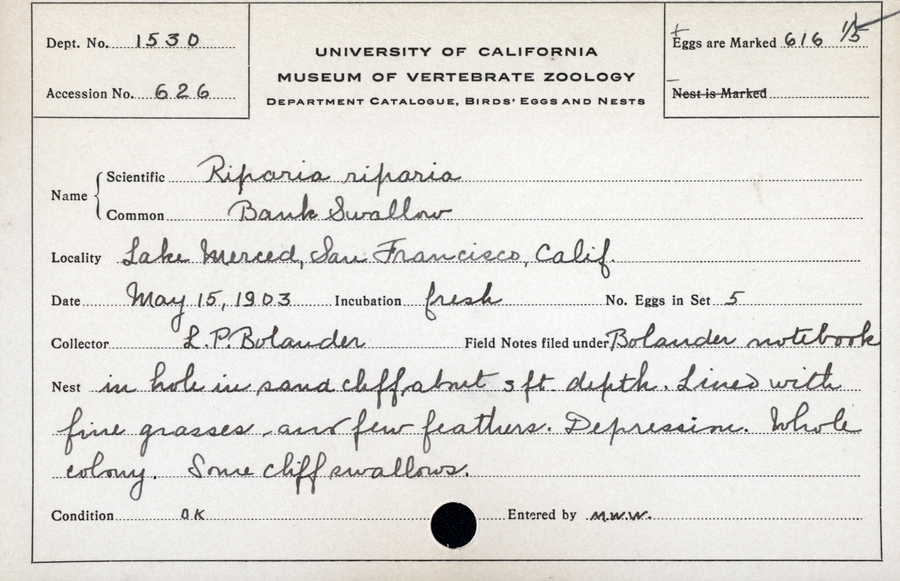 Dept. No. 1530
Accession No. 626
UNIVERSITY OF CALIFORNIA
MUSEUM OF VERTEBRATE ZOOLOGY
DEPARTMENT CATALOGUE, BIRDS' EGGS AND NESTS
Eggs are Marked 616 1/5
Nest is Marked
Name
Scientific Riparia riparia
Common Bank Swallow
Locality Lake Merced, San Francisco, Calif.
Date May 15, 1903 Incubation fresh No. Eggs in Set 5
Collector L.P. Bolander Field Notes filed under Bolander notebook
Nest in hole in sand cliff, about 3 ft. depth. Lined with
fine grasses and few feathers. Depression. Whole
colony. Some cliff swallows.
Condition OK Entered by M.W.W.